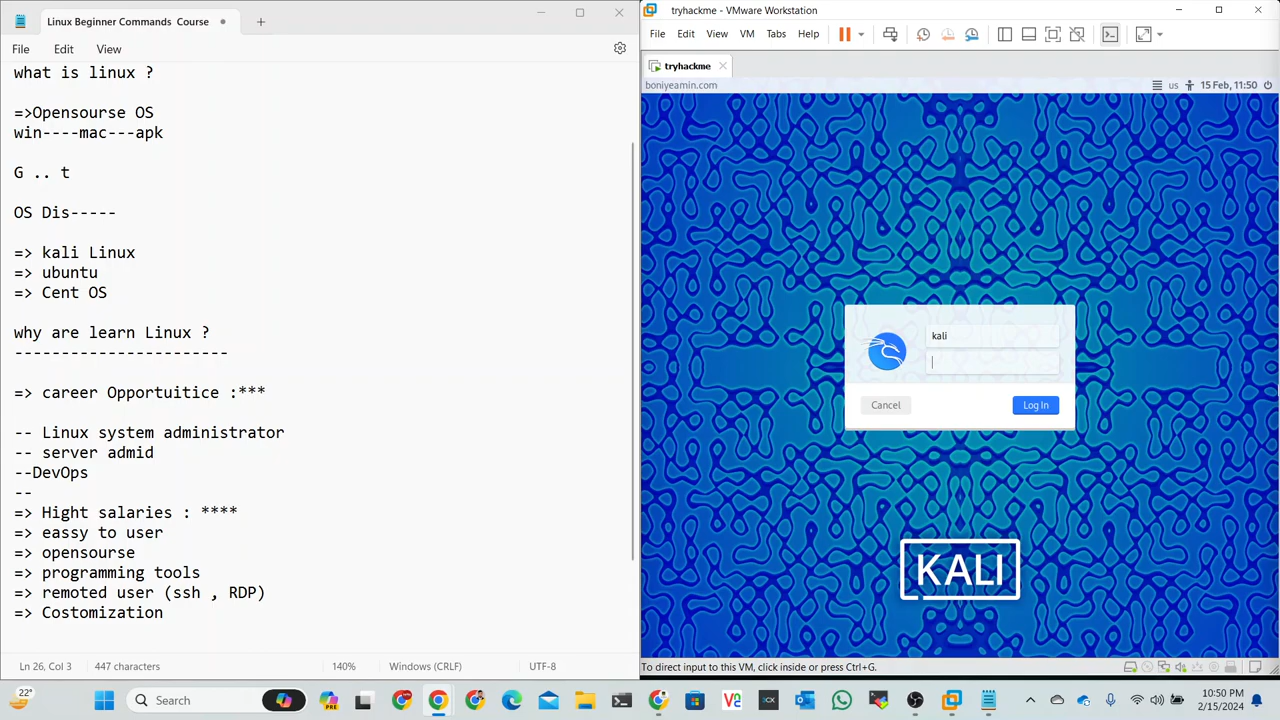 Linux Beginner Commands Course
File Edit View
what is linux ?
=>Opensourse OS
win----mac---apk
G .. t
OS Dis-----
=> kali Linux
=> ubuntu
=> Cent OS
why are learn Linux ?
-----------------------
=> career Opportuitice :***
-- Linux system administrator
-- server admid
--DevOps
--
=> Hight salaries : ****
=> eassy to user
=> opensourse
=> programming tools
=> remoted user (ssh , RDP)
=> Costomization
Ln 26, Col 3 447 characters 140% Windows (CRLF) UTF-8
tryhackme - VMware Workstation
File Edit View VM Tabs Help
tryhackme
boniyeamin.com us 15 Feb, 11:50
kali
Cancel Log In
KALI
To direct input to this VM, click inside or press Ctrl+G.
22° Search 10:50 PM
2/15/2024